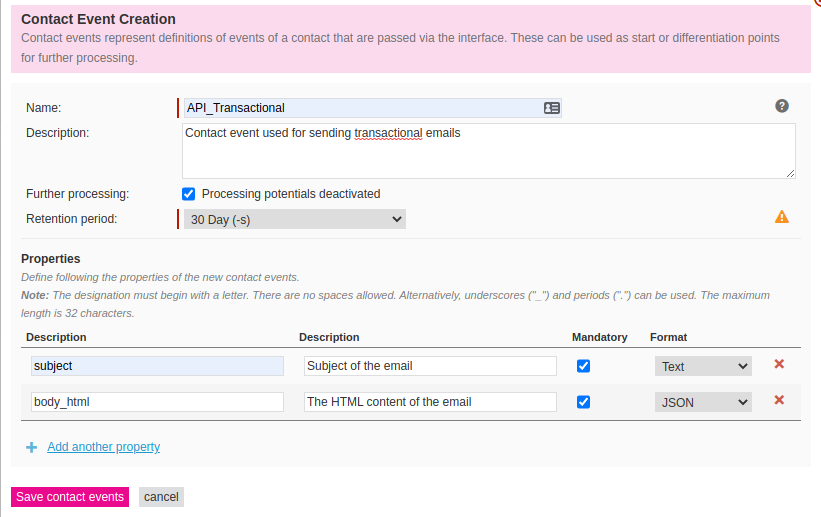 Contact Event Creation
Contact events represent definitions of events of a contact that are passed via the interface. These can be used as start or differentiation points
for further processing.
Name: API_Transactional
Description: Contact event used for sending transactional emails
Further processing: Processing potentials deactivated
Retention period: 30 Day (-s)
Properties
Define following the properties of the new contact events.
Note: The designation must begin with a letter. There are no spaces allowed. Alternatively, underscores ("_") and periods (".") can be used. The maximum
length is 32 characters.
Description Description Mandatory Format
subject Subject of the email Text
body_html The HTML content of the email JSON
Add another property
Save contact events cancel